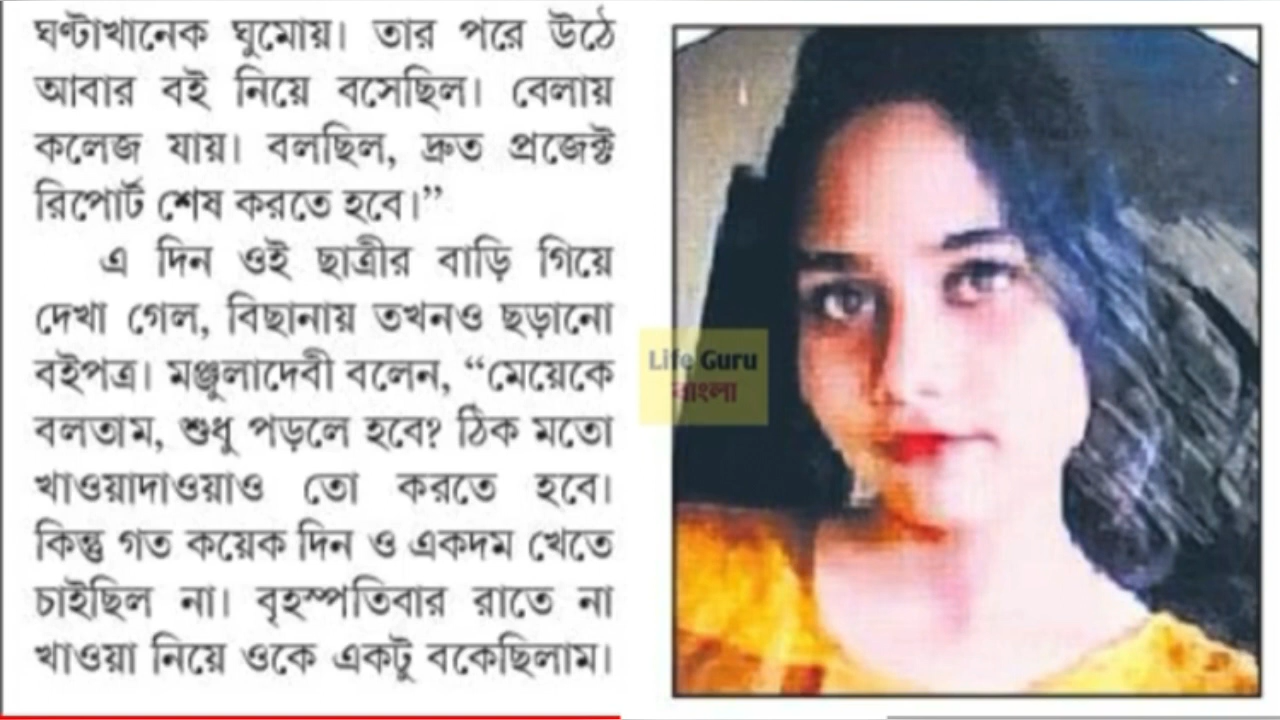 ঘণ্টাখানেক ঘুমোয়। তার পরে উঠে
আবার বই নিয়ে বসেছিল। বেলায়
কলেজ যায়। বলছিল, দ্রুত প্রজেক্ট
রিপোর্ট শেষ করতে হবে।”
এ দিন ওই ছাত্রীর বাড়ি গিয়ে
দেখা গেল, বিছানায় তখনও ছড়ানো
বইপত্র। মঞ্জুলাদেবী বলেন, “মেয়েকে
বলতাম, শুধু পড়লে হবে? ঠিক মতো
খাওয়াদাওয়াও তো করতে হবে।
কিন্তু গত কয়েক দিন ও একদম খেতে
চাইছিল না। বৃহস্পতিবার রাতে না
খাওয়া নিয়ে ওকে একটু বকেছিলাম।
Life Guru
বাংলা